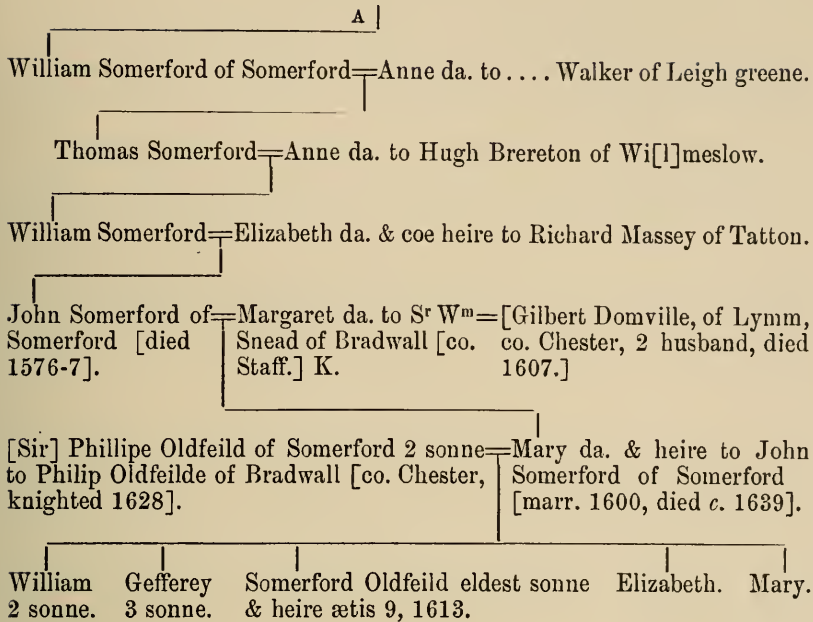 A
William Somerford of Somerford=Anne da. to .... Walker of Leigh greene.
Thomas Somerford=Anne da. to Hugh Brereton of Wi[l]meslow.
William Somerford=Elizabeth da. & coe heire to Richard Massey of Tatton.
John Somerford of=Margaret da. to Sʳ Wᵐ=[Gilbert Domville, of Lymm,
Somerford [died Snead of Bradwall [co. co. Chester, 2 husband, died
1576-7]. Staff.] K. 1607.]
[Sir] Phillipe Oldfeild of Somerford 2 sonne=Mary da. & heire to John
to Philip Oldfeilde of Bradwall [co. Chester, Somerford of Somerford
knighted 1628]. [marr. 1600, died c. 1639].
William Gefferey Somerford Oldfeild eldest sonne Elizabeth. Mary.
2 sonne. 3 sonne. & heire ætis 9, 1613.